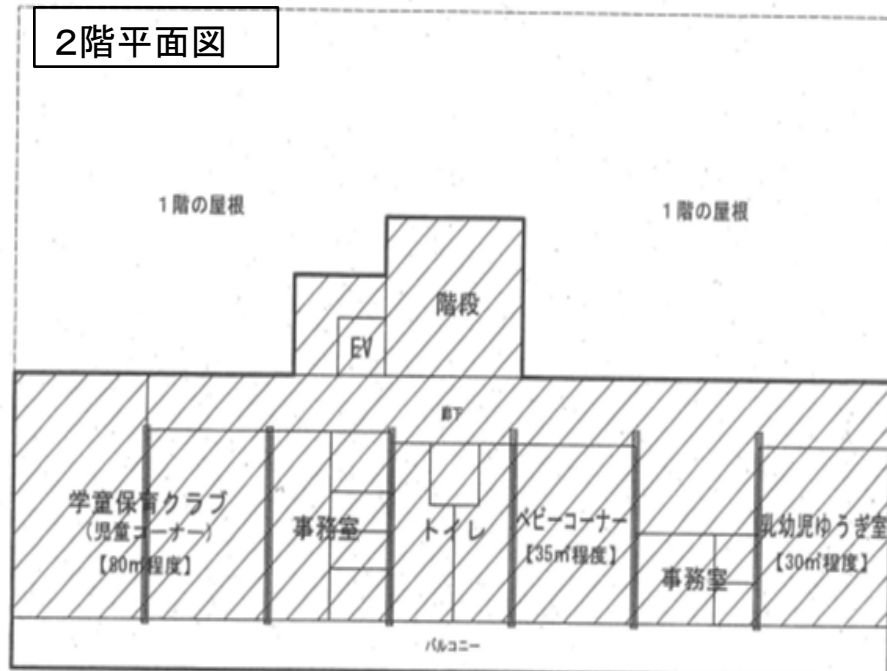 2階平面図
1階の屋根
1階の屋根
階段
EV
廊下
学童保育クラブ
(児童コーナー)
【80㎡程度】
事務室
トイレ
ベビーコーナー
【35㎡程度】
事務室
乳幼児ゆうぎ室
【30㎡程度】
バルコニー